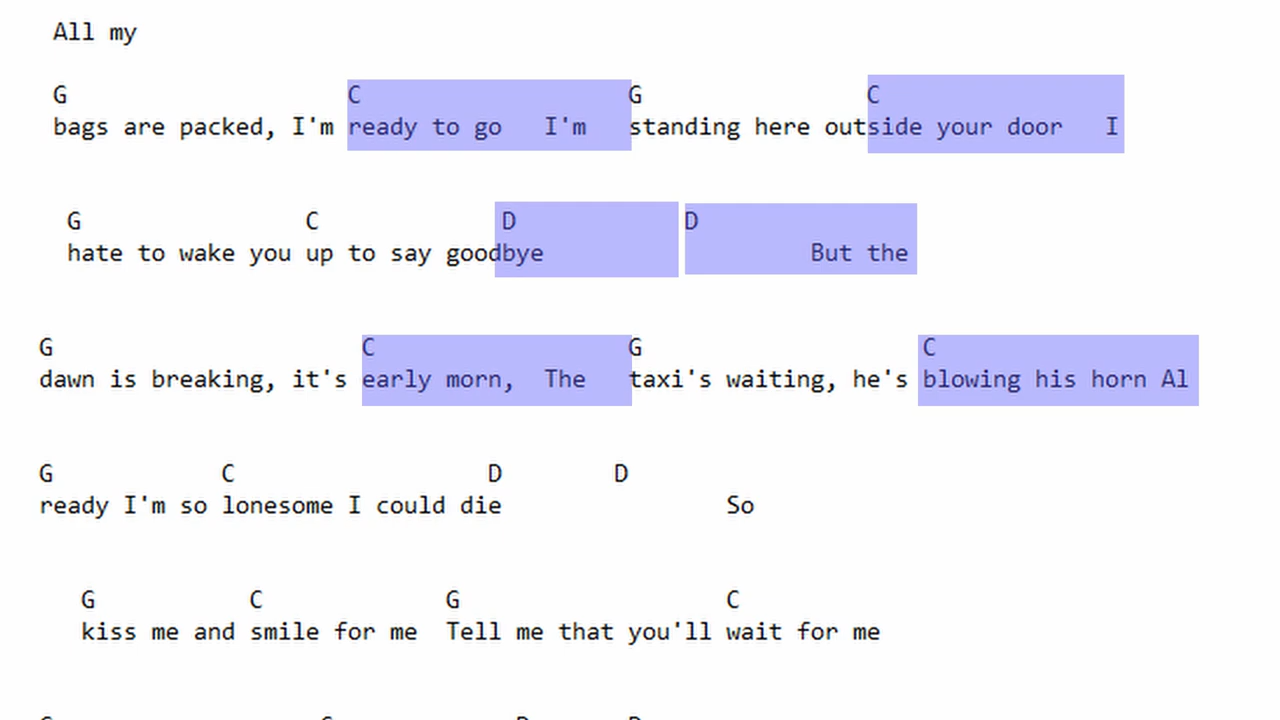 All my
G C G C
bags are packed, I'm ready to go I'm standing here outside your door I
G C D D
hate to wake you up to say goodbye But the
G C G C
dawn is breaking, it's early morn, The taxi's waiting, he's blowing his horn Al
G C D D
ready I'm so lonesome I could die So
G C G C
kiss me and smile for me Tell me that you'll wait for me